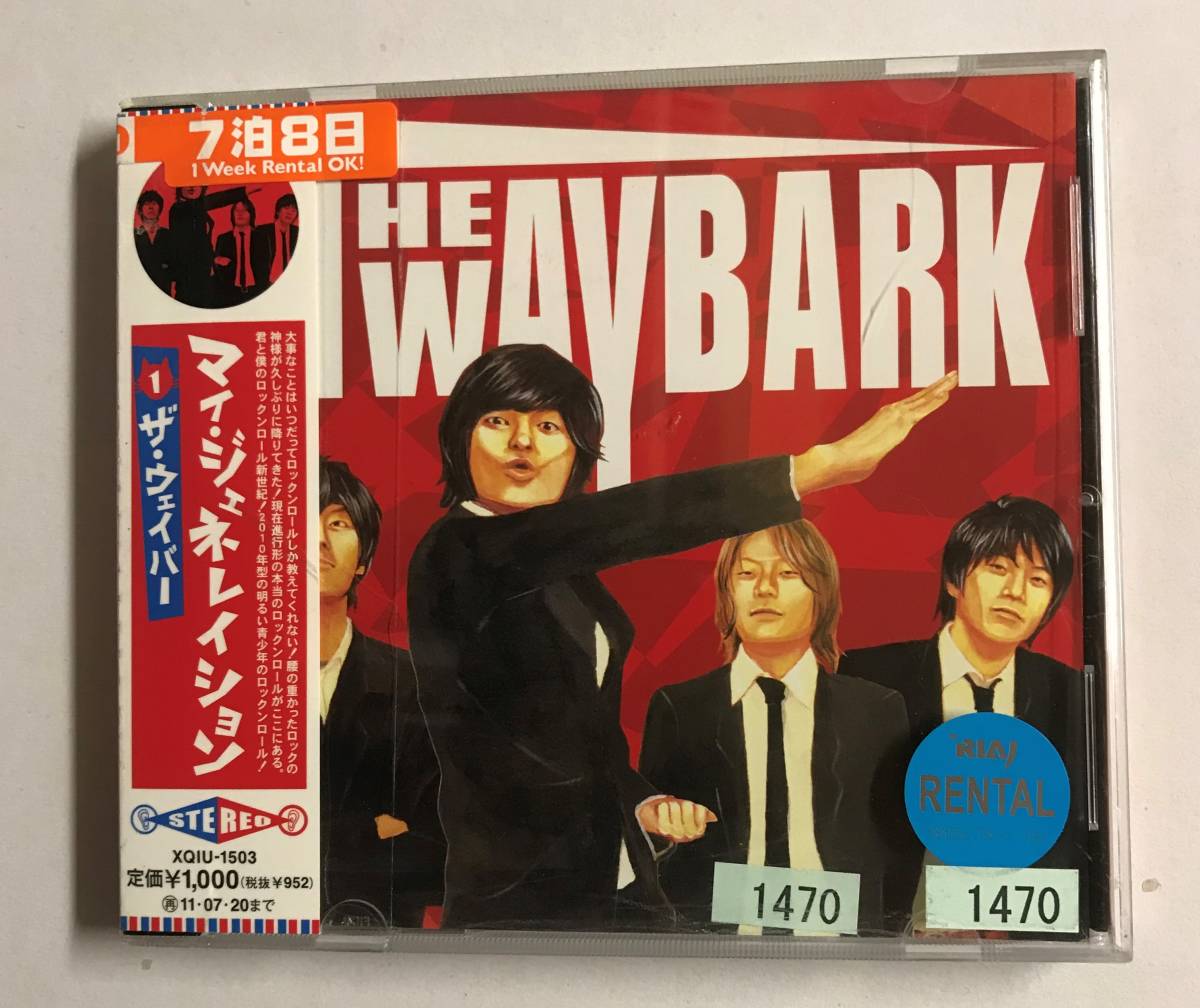 7泊8日
1 Week Rental OK!
THE
WAYBARK
マイ・ジェネレイション
1 ザ・ウェイバー
大事なことはいつだってロックンロールしか教えてくれない!腰の重かったロックの
神様が久しぶりに降りてきた!現在進行形の本当のロックンロールがここにある。
君と僕のロックンロール新世紀!2010年型の明るい青少年のロックンロール!
STEREO
XQIU-1503
定価¥1,000(税抜¥952)
再11・07・20まで
RIAJ
RENTAL
1470
1470